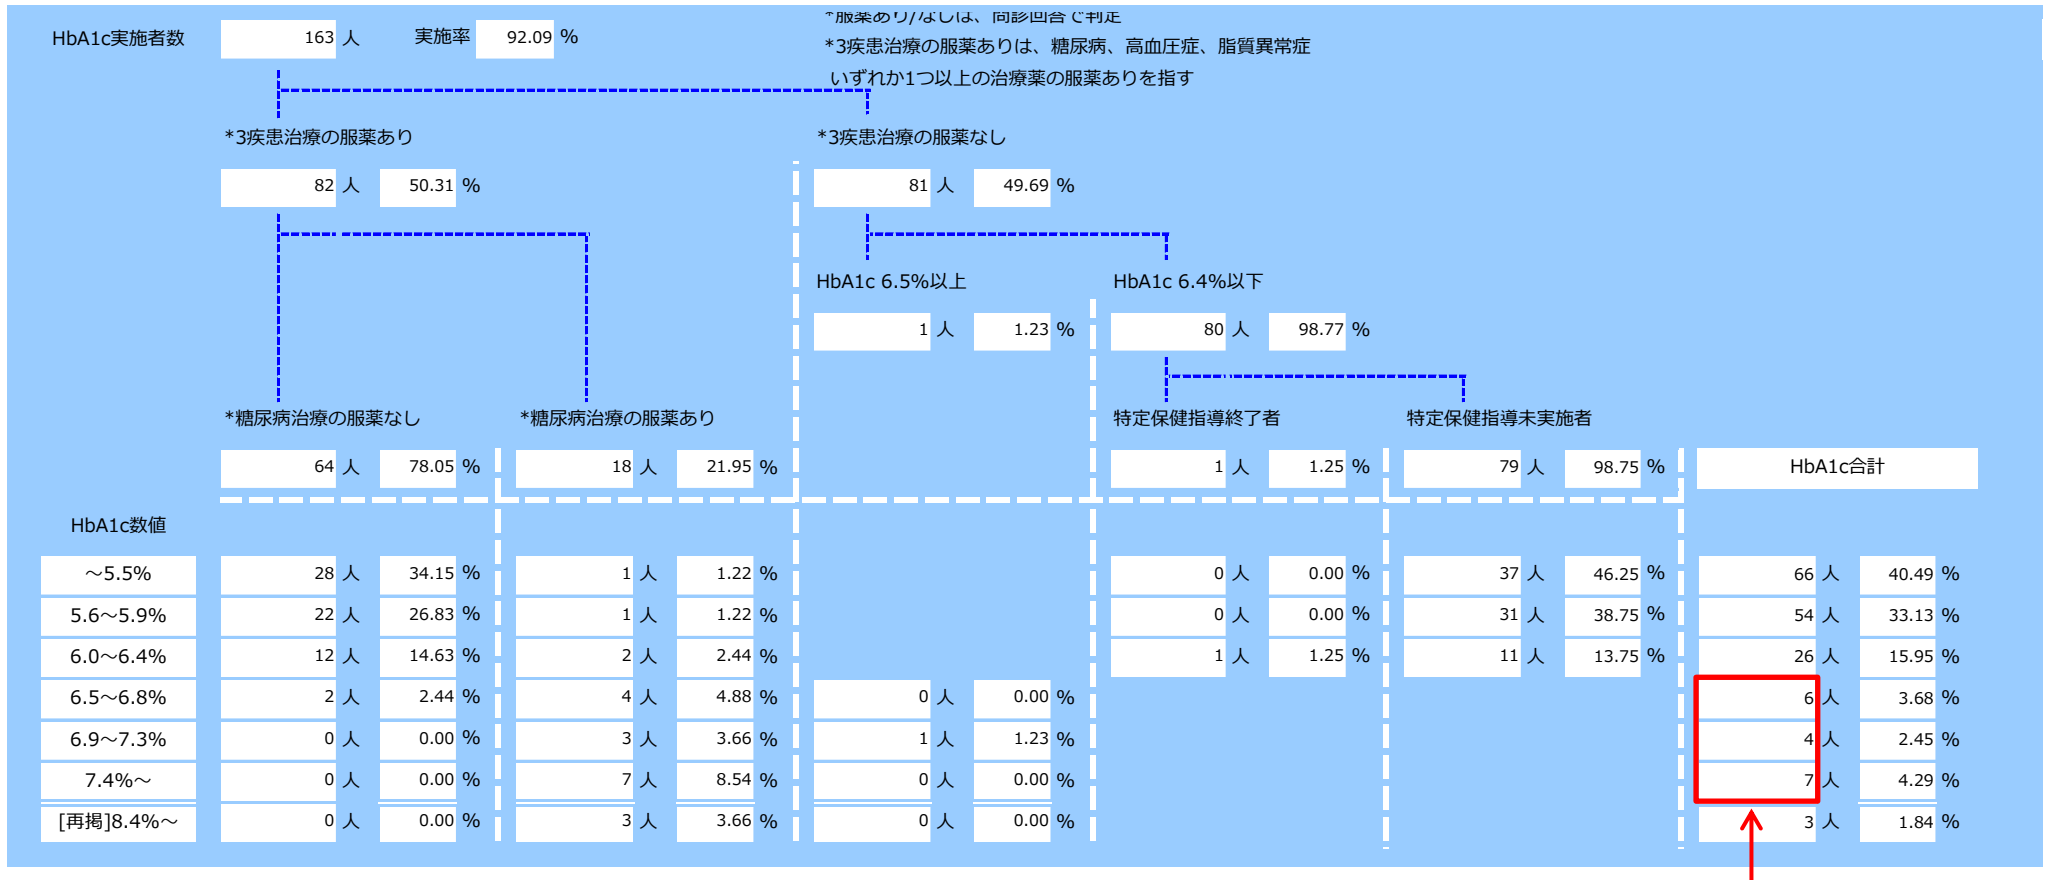 *服薬あり/なしは、問診回答で判定
HbA1c実施者数 163 人 実施率 92.09 %
*3疾患治療の服薬ありは、糖尿病、高血圧症、脂質異常症
いずれか1つ以上の治療薬の服薬ありを指す
*3疾患治療の服薬あり *3疾患治療の服薬なし
82 人 50.31 % 81 人 49.69 %
HbA1c 6.5%以上 HbA1c 6.4%以下
1 人 1.23 % 80 人 98.77 %
*糖尿病治療の服薬なし *糖尿病治療の服薬あり 特定保健指導終了者 特定保健指導未実施者
64 人 78.05 % 18 人 21.95 % 1 人 1.25 % 79 人 98.75 % HbA1c合計
HbA1c数値
～5.5% 28 人 34.15 % 1 人 1.22 % 0 人 0.00 % 37 人 46.25 % 66 人 40.49 %
5.6～5.9% 22 人 26.83 % 1 人 1.22 % 0 人 0.00 % 31 人 38.75 % 54 人 33.13 %
6.0～6.4% 12 人 14.63 % 2 人 2.44 % 1 人 1.25 % 11 人 13.75 % 26 人 15.95 %
6.5～6.8% 2 人 2.44 % 4 人 4.88 % 0 人 0.00 % 6 人 3.68 %
6.9～7.3% 0 人 0.00 % 3 人 3.66 % 1 人 1.23 % 4 人 2.45 %
7.4%～ 0 人 0.00 % 7 人 8.54 % 0 人 0.00 % 7 人 4.29 %
[再掲]8.4%～ 0 人 0.00 % 3 人 3.66 % 0 人 0.00 % 3 人 1.84 %